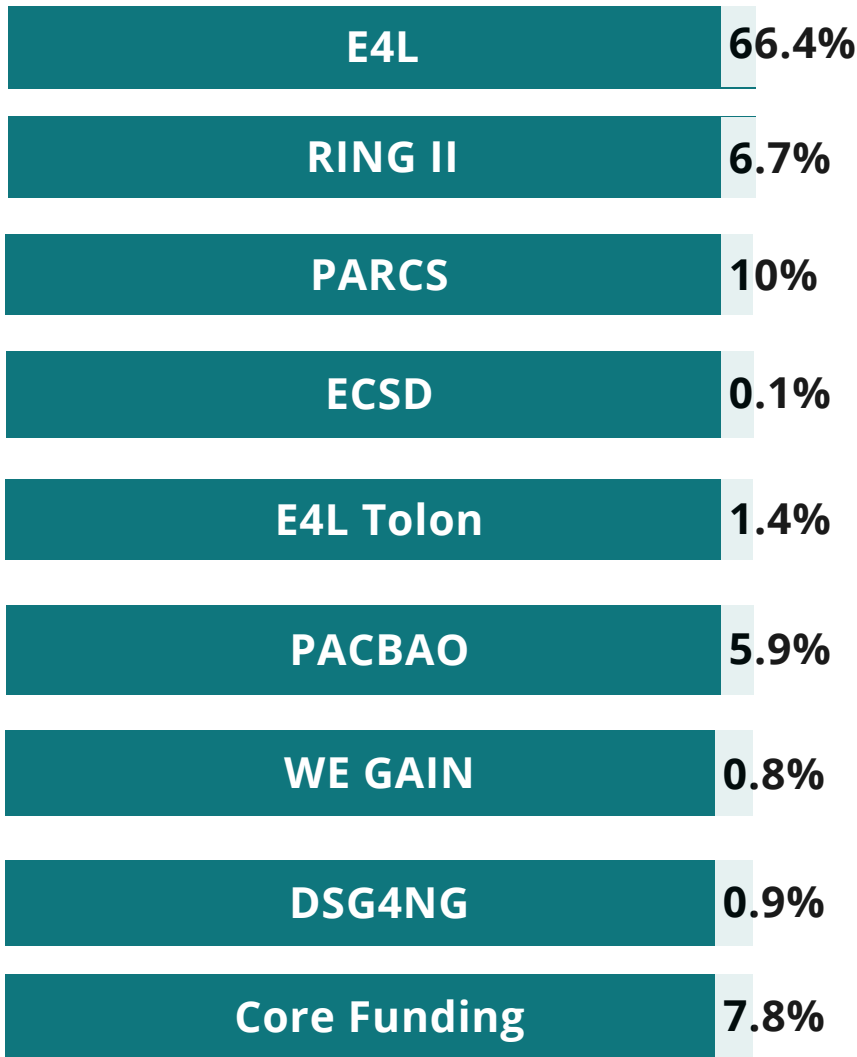 E4L 66.4%
RING II 6.7%
PARCS 10%
ECSD 0.1%
E4L Tolon 1.4%
PACBAO 5.9%
WE GAIN 0.8%
DSG4NG 0.9%
Core Funding 7.8%